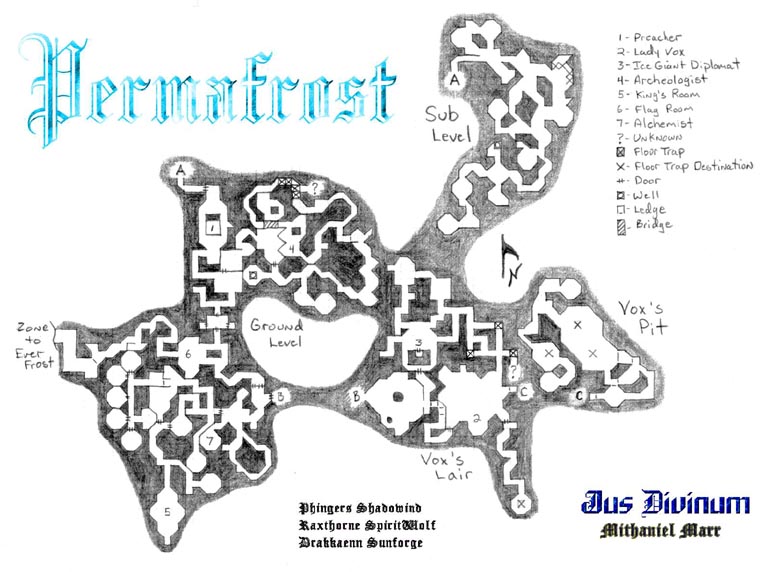 Permafrost
A
Sub
Level
1 - Preacher
2 - Lady Vox
3 - Ice Giant Diplomat
4 - Archeologist
5 - King's Room
6 - Flag Room
7 - Alchemist
? - Unknown
Floor Trap
X - Floor Trap Destination
Door
Well
Ledge
Bridge
N
A
?
1
4
Zone
to
Ever
Frost
Ground
Level
Vox's
Pit
X
X
X
3
6
?
B
B
C
C
2
7
Vox's
Lair
5
X
Phingers Shadowind
Raxthorne SpiritWolf
Drakkaenn Sunforge
Jus Divinum
Mithaniel Marr